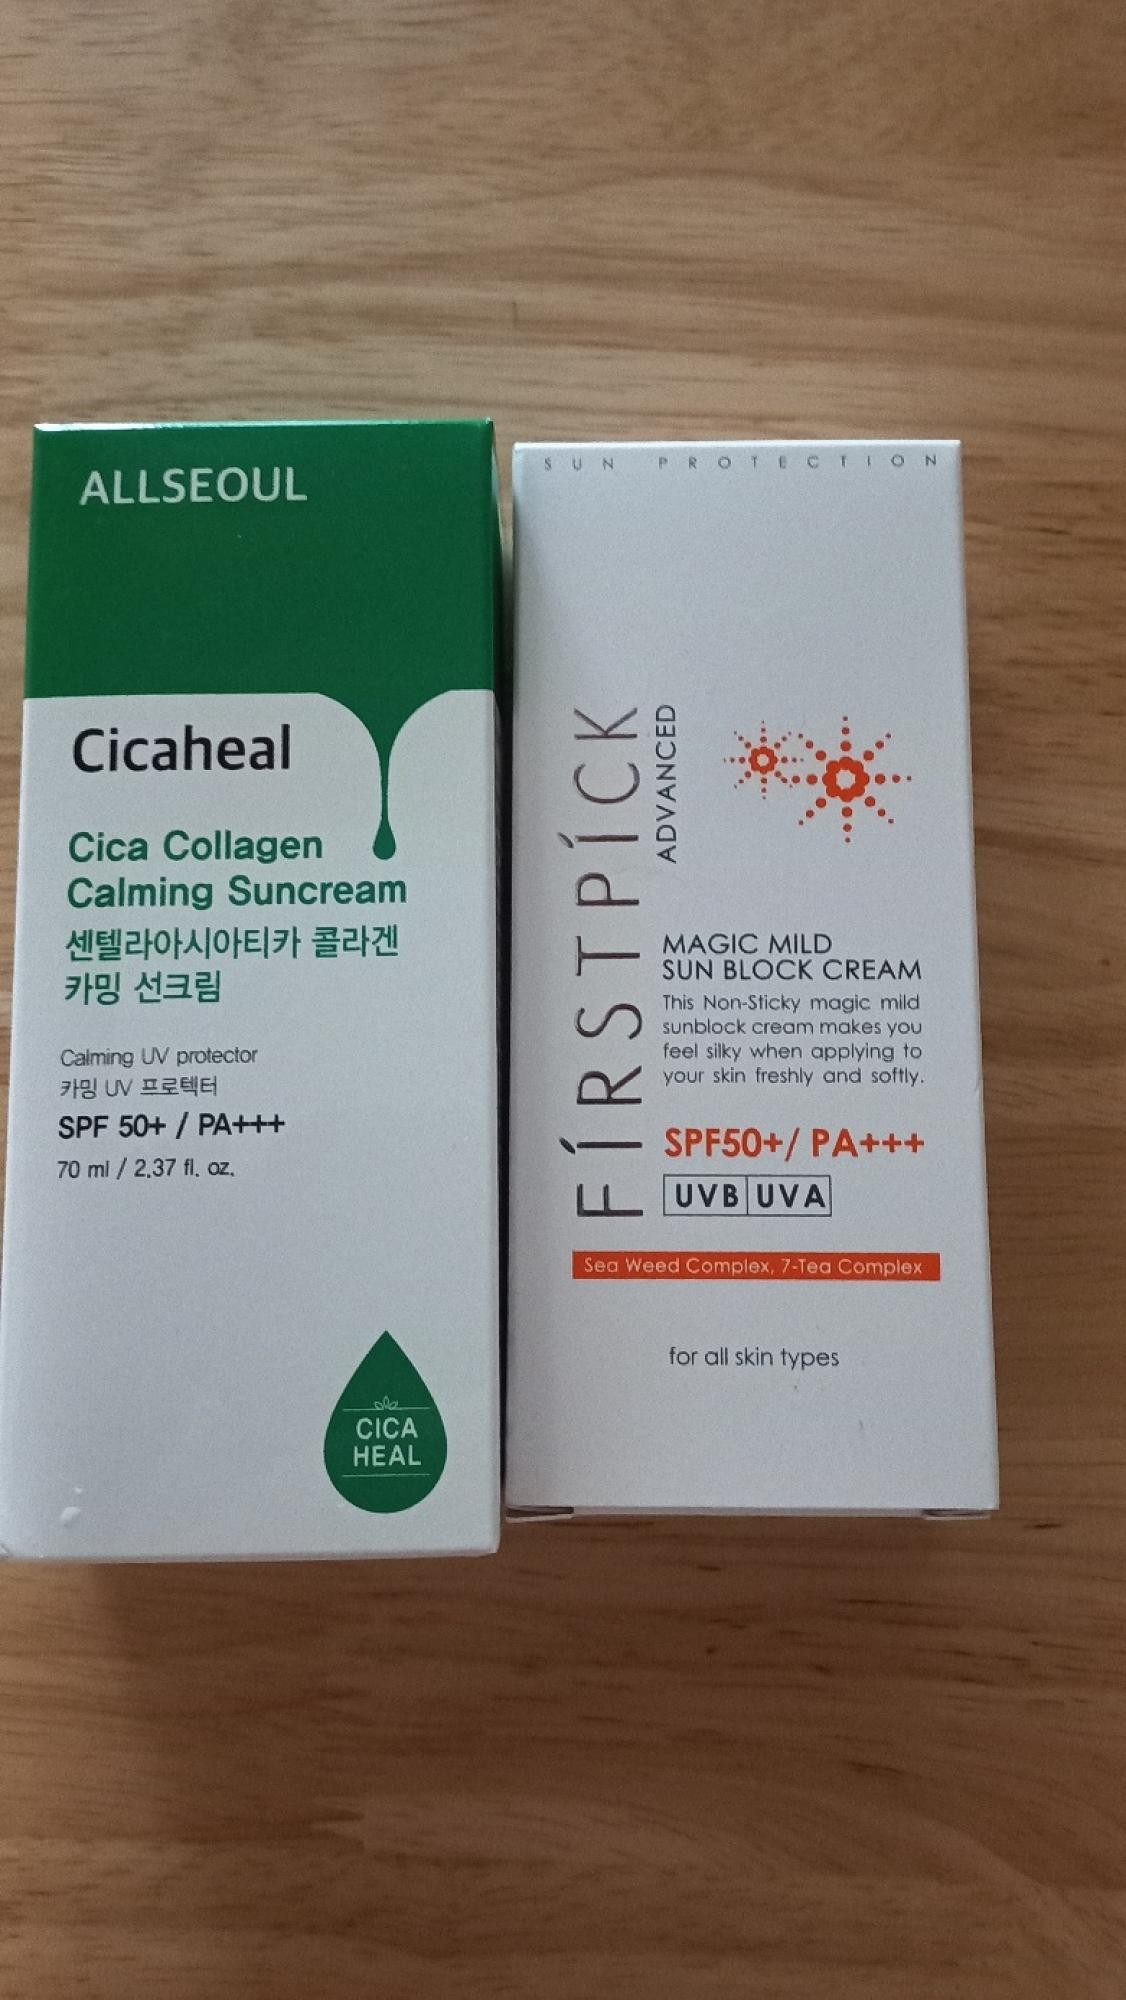 ALLSEOUL
Cicaheal
Cica Collagen
Calming Suncream
센텔라아시아티카 콜라겐
카밍 선크림
Calming UV protector
카밍 UV 프로텍터
SPF 50+ / PA+++
70 ml / 2.37 fl. oz.
CICA
HEAL
SUN PROTECTION
FÍRSTPÍCK
ADVANCED
MAGIC MILD
SUN BLOCK CREAM
This Non-Sticky magic mild
sunblock cream makes you
feel silky when applying to
your skin freshly and softly.
SPF50+/ PA+++
UVB UVA
Sea Weed Complex, 7-Tea Complex
for all skin types